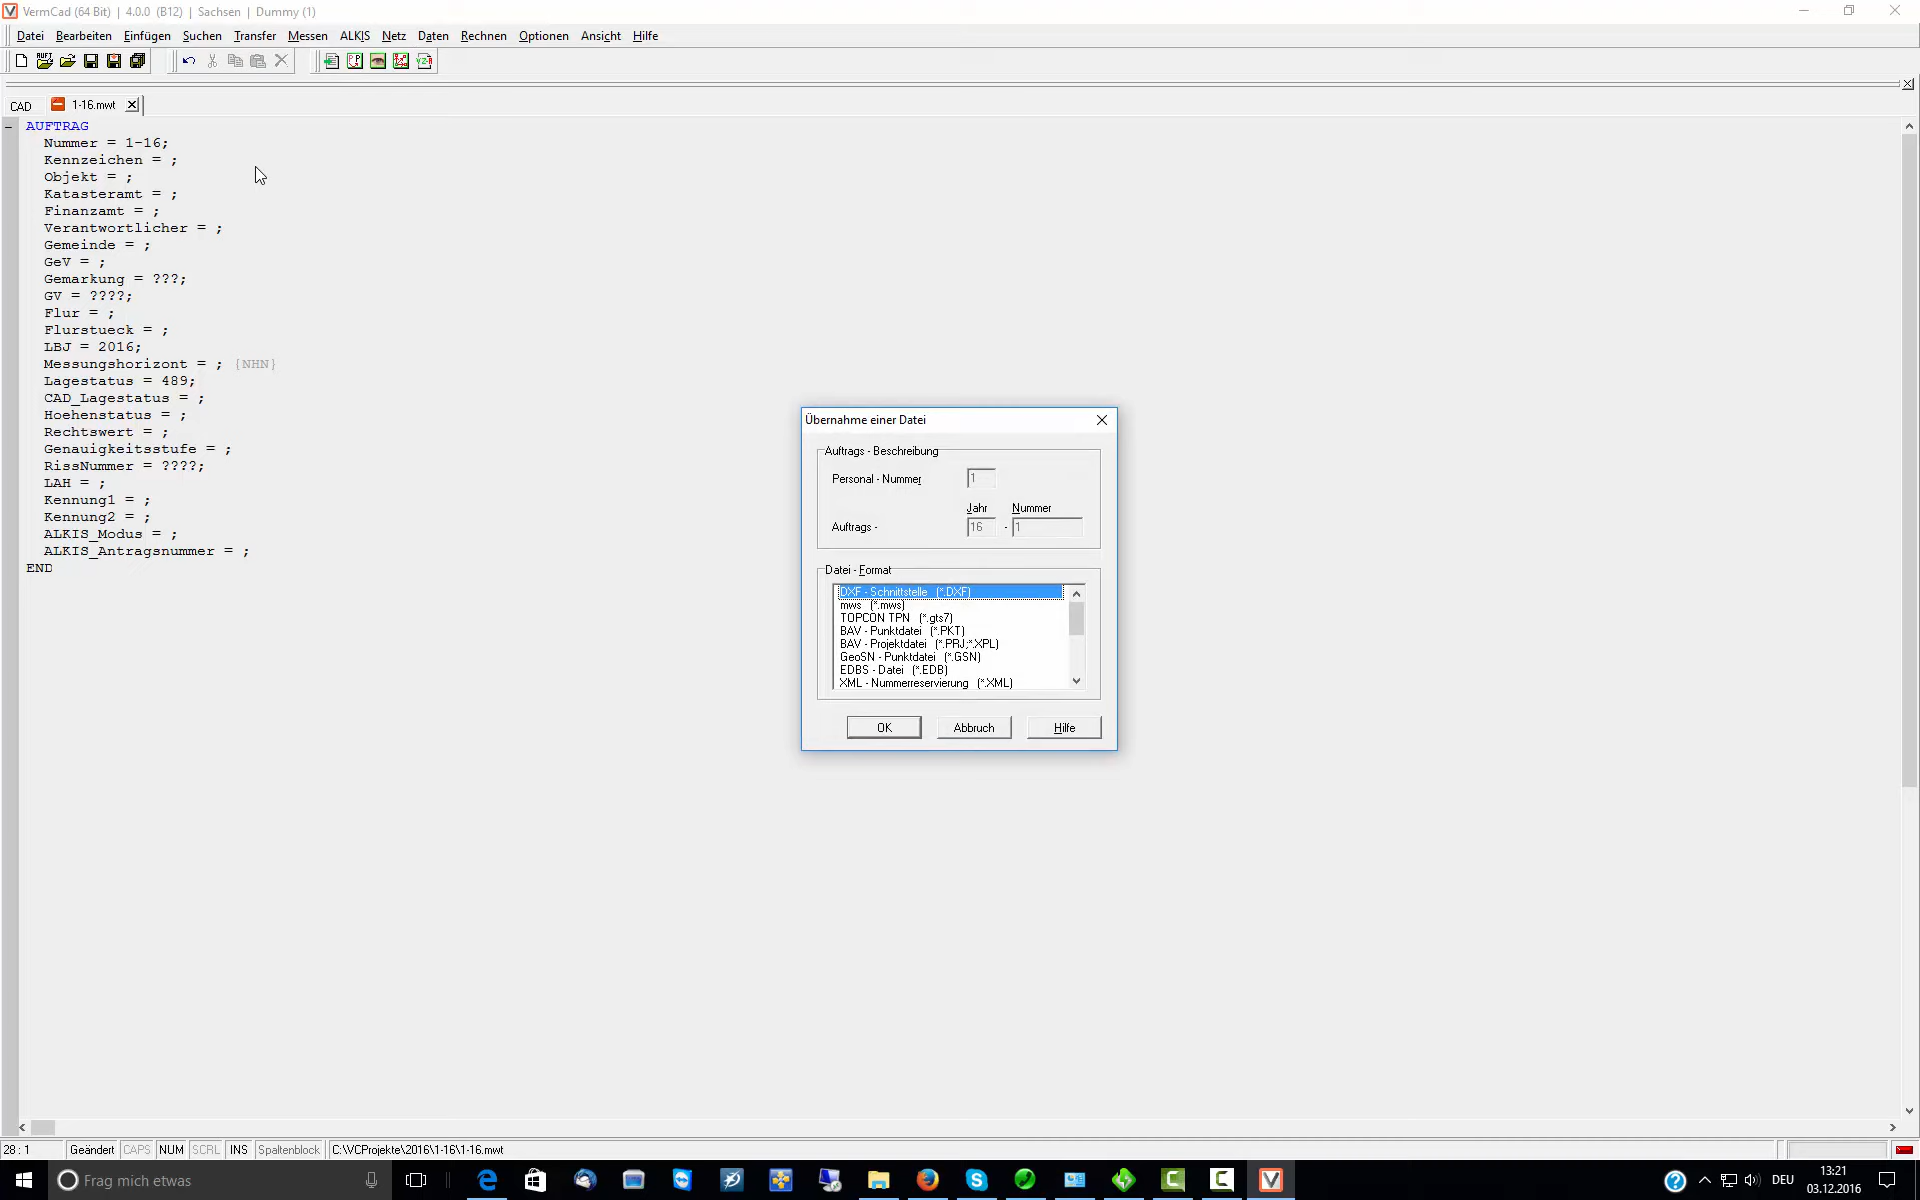 VermCad (64 Bit) | 4.0.0 (B12) | Sachsen | Dummy (1)
Datei Bearbeiten Einfügen Suchen Transfer Messen ALKIS Netz Daten Rechnen Optionen Ansicht Hilfe
CAD 1-16.mwt
AUFTRAG
Nummer = 1-16;
Kennzeichen = ;
Objekt = ;
Katasteramt = ;
Finanzamt = ;
Verantwortlicher = ;
Gemeinde = ;
GeV = ;
Gemarkung = ???;
GV = ????;
Flur = ;
Flurstueck = ;
LBJ = 2016;
Messungshorizont = ; {NHN}
Lagestatus = 489;
CAD_Lagestatus = ;
Hoehenstatus = ;
Rechtswert = ;
Genauigkeitsstufe = ;
RissNummer = ????;
LAH = ;
Kennung1 = ;
Kennung2 = ;
ALKIS_Modus = ;
ALKIS_Antragsnummer = ;
END
Übernahme einer Datei
Auftrags - Beschreibung
Personal - Nummer 1
Jahr Nummer
Auftrags - 16 - 1
Datei - Format
DXF - Schnittstelle (*.DXF)
mws (*.mws)
TOPCON TPN (*.gts7)
BAV - Punktdatei (*.PKT)
BAV - Projektdatei (*.PRJ;*.XPL)
GeoSN - Punktdatei (*.GSN)
EDBS - Datei (*.EDB)
XML - Nummerreservierung (*.XML)
OK Abbruch Hilfe
28 : 1 Geändert CAPS NUM SCRL INS Spaltenblock C:\VCProjekte\2016\1-16\1-16.mwt
Frag mich etwas
DEU
13:21
03.12.2016